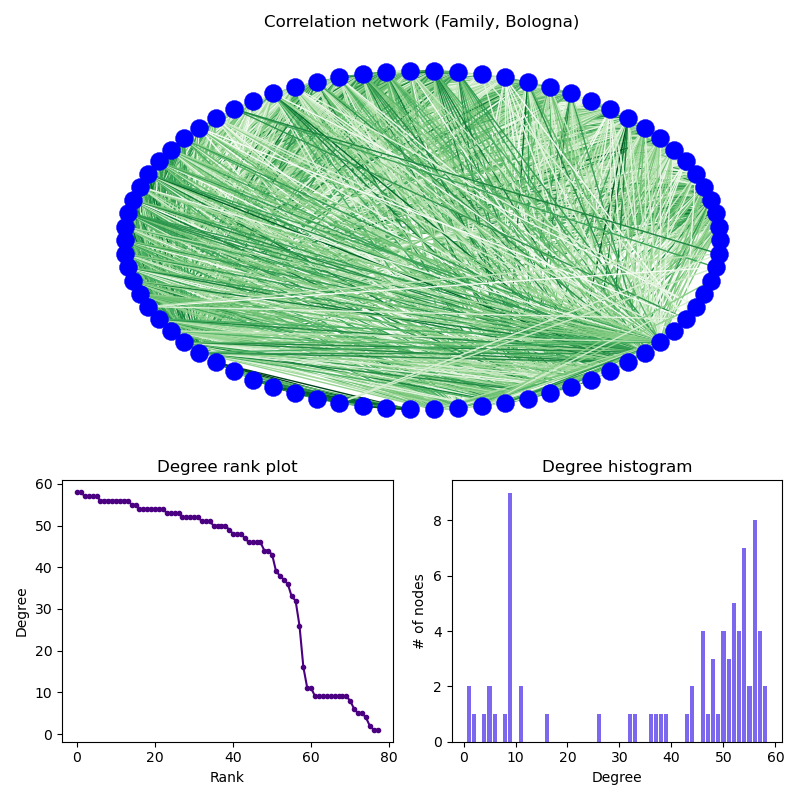 Correlation network (Family, Bologna)
Degree rank plot
Degree
60
50
40
30
20
10
0
0 20 40 60 80
Rank
Degree histogram
# of nodes
8
6
4
2
0
0 10 20 30 40 50 60
Degree